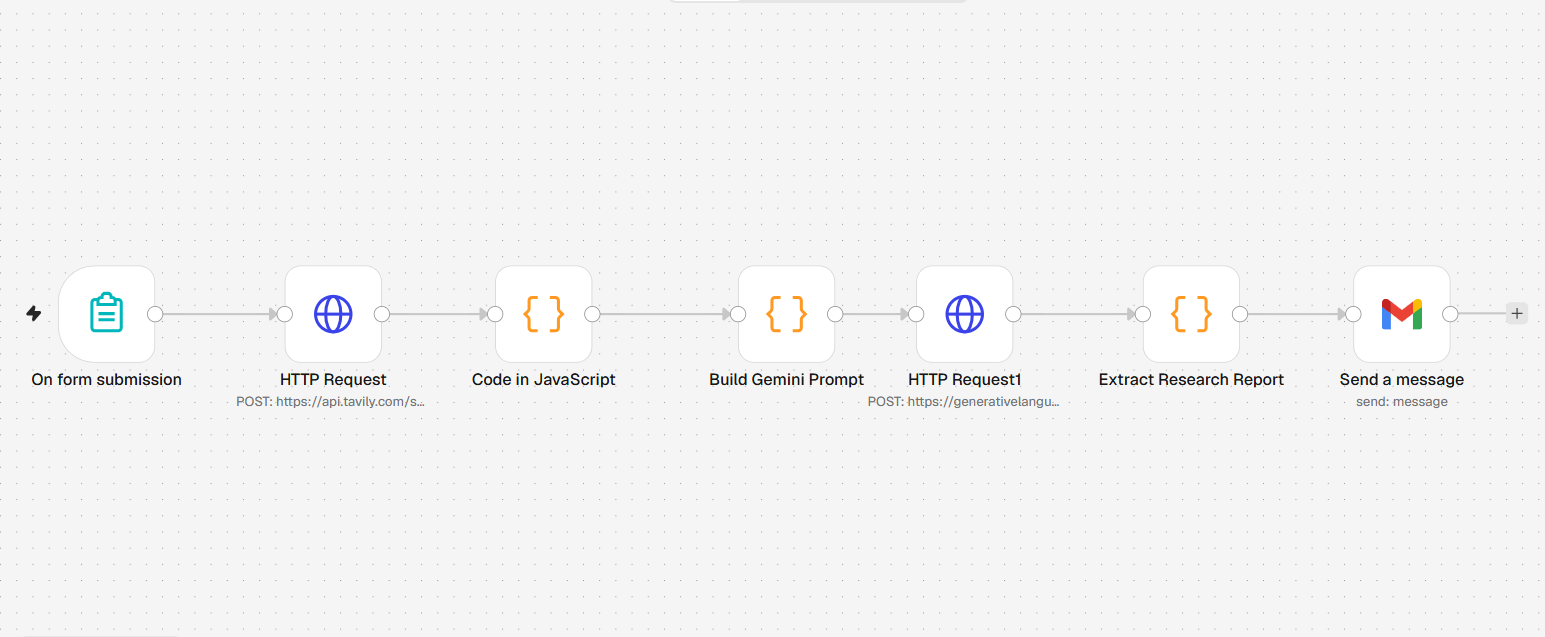 On form submission
HTTP Request
POST: https://api.tavily.com/s...
Code in JavaScript
Build Gemini Prompt
HTTP Request1
POST: https://generativelangu...
Extract Research Report
Send a message
send: message